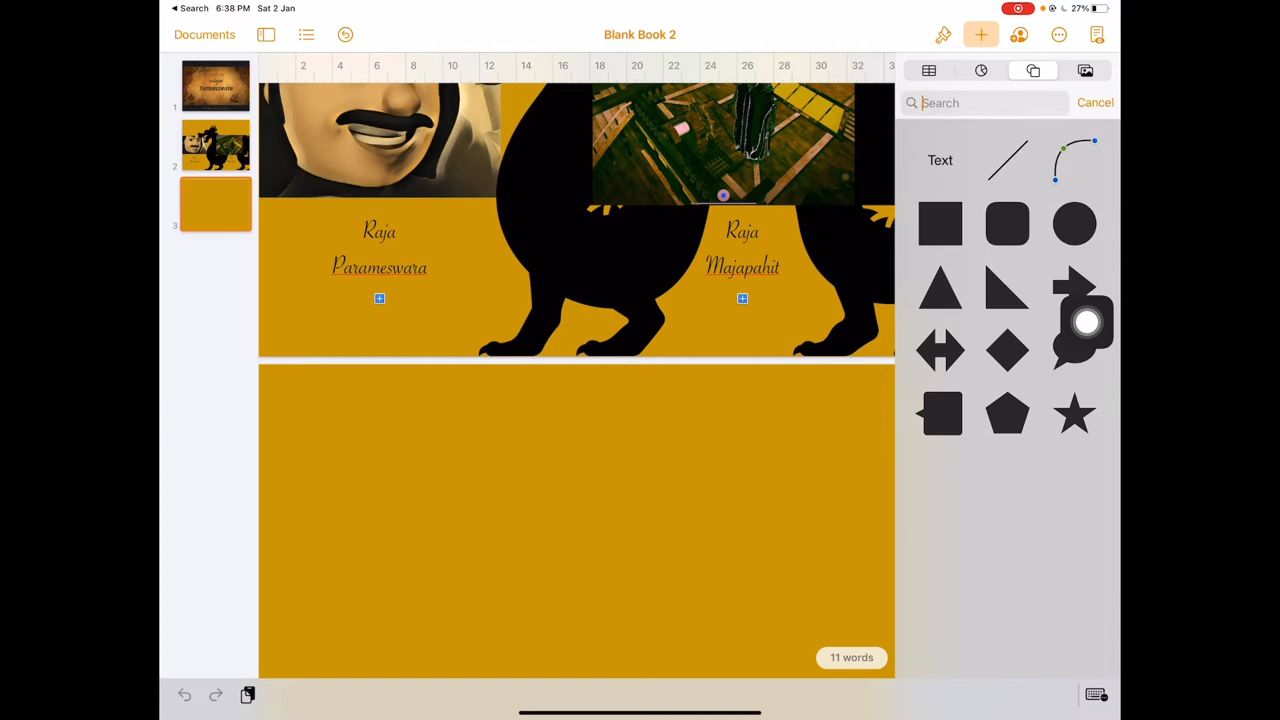 Search 6:38 PM Sat 2 Jan 27%
Documents Blank Book 2
2 4 6 8 10 12 14 16 18 20 22 24 26 28 30 32 3
Search Cancel
Text
1
2
3
Raja
Parameswara
Raja
Majapahit
11 words